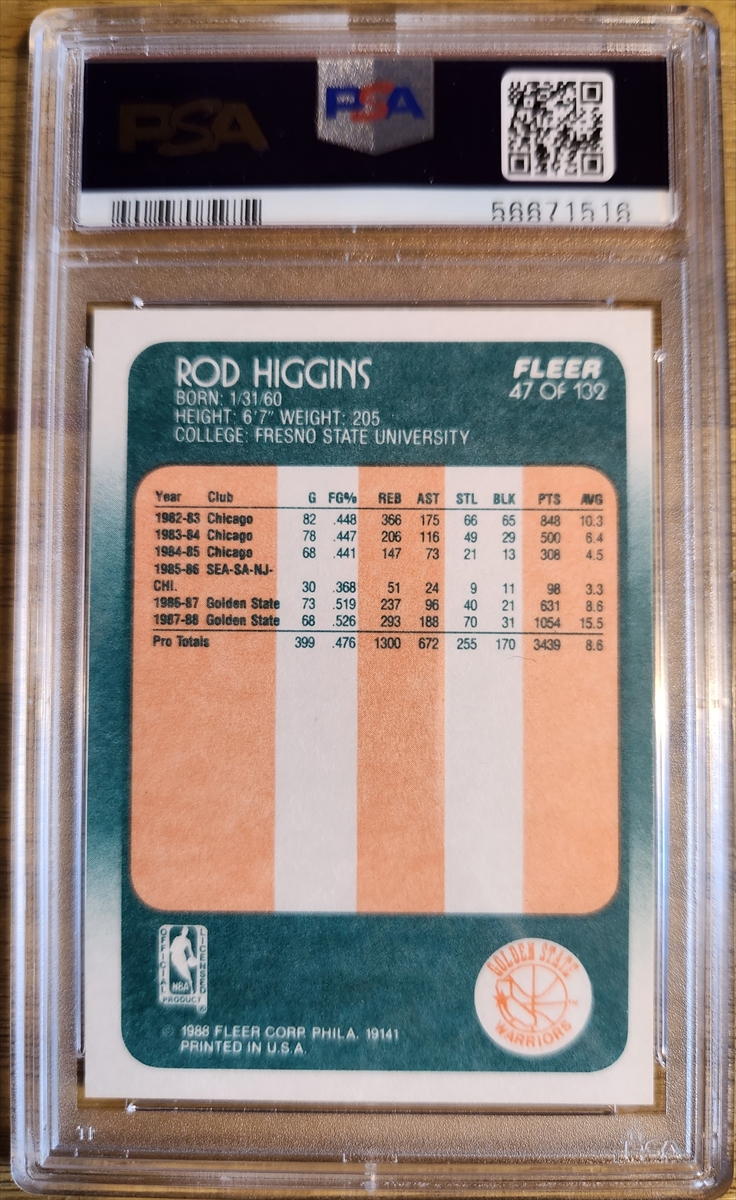 PSA PSA
56671516
ROD HIGGINS
FLEER
47 OF 132
BORN: 1/31/60
HEIGHT: 6'7" WEIGHT: 205
COLLEGE: FRESNO STATE UNIVERSITY
Year Club G FG% REB AST STL BLK PTS AVG
1982-83 Chicago 82 .448 366 175 66 65 848 10.3
1983-84 Chicago 78 .447 206 116 49 29 500 6.4
1984-85 Chicago 68 .441 147 73 21 13 308 4.5
1985-86 SEA-SA-NJ-
CHI. 30 .368 51 24 9 11 98 3.3
1986-87 Golden State 73 .519 237 96 40 21 631 8.6
1987-88 Golden State 68 .526 293 188 70 31 1054 15.5
Pro Totals 399 .476 1300 672 255 170 3439 8.6
OFFICIAL LICENSED
NBA
PRODUCT ®
GOLDEN STATE
WARRIORS
© 1988 FLEER CORP. PHILA. 19141
PRINTED IN U.S.A.
PSA